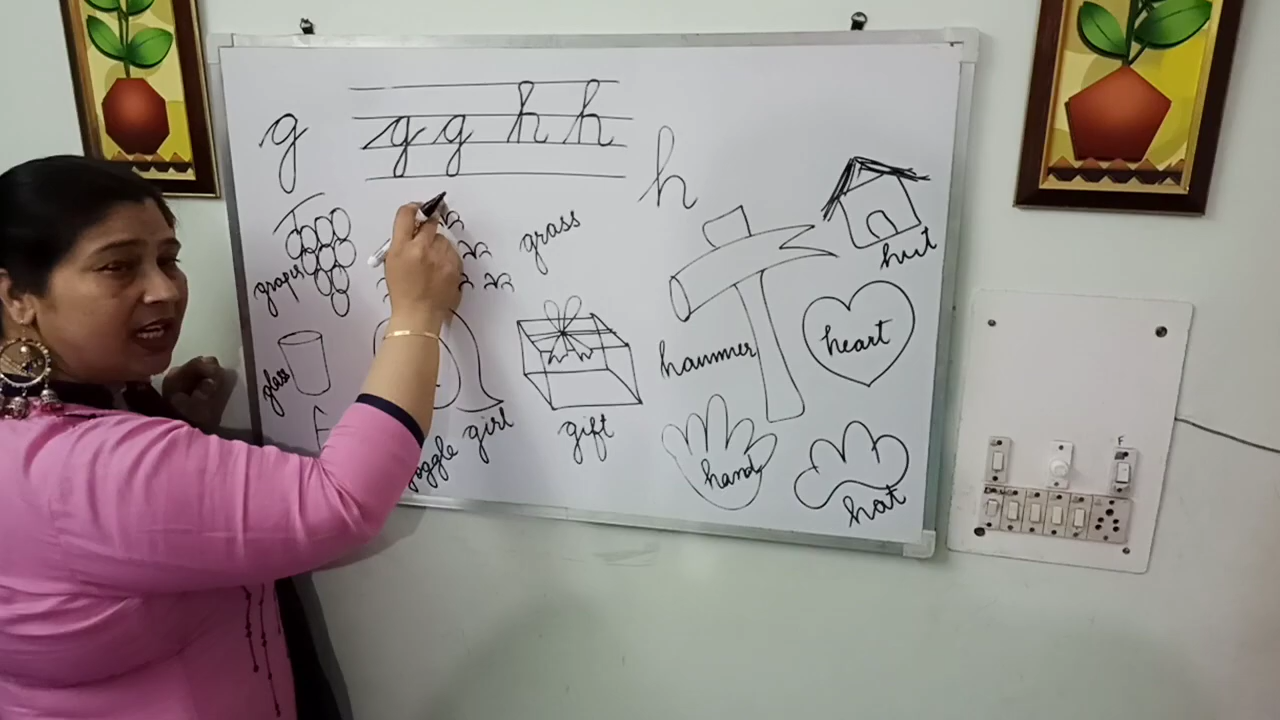 g
g g h h
h
grapes
grass
hut
glass
hammer
heart
goggle
girl
gift
hand
hat
F